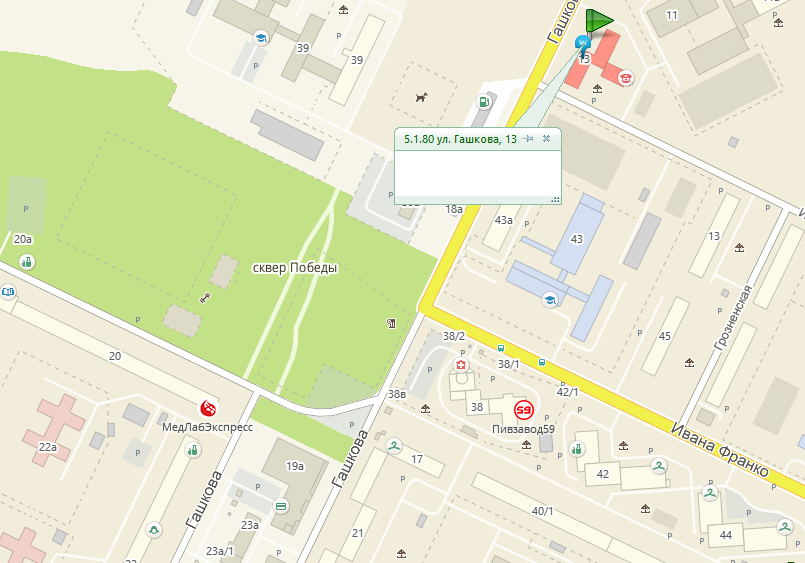 Гашкова
11
39
39
P
13
5.1.80 ул. Гашкова, 13
18а
43а
P
P
P
20а
43
13
P
P
P
сквер Победы
P
P
Грозненская
45
P
38/2
38/1
P
20
38в
42/1
38
59
Пивзавод59
МедЛабЭкспресс
P
P
Ивана Франко
22а
Гашкова
17
P
19а
42
P
P
Гашкова
23а
40/1
P
21
44
23а/1
P